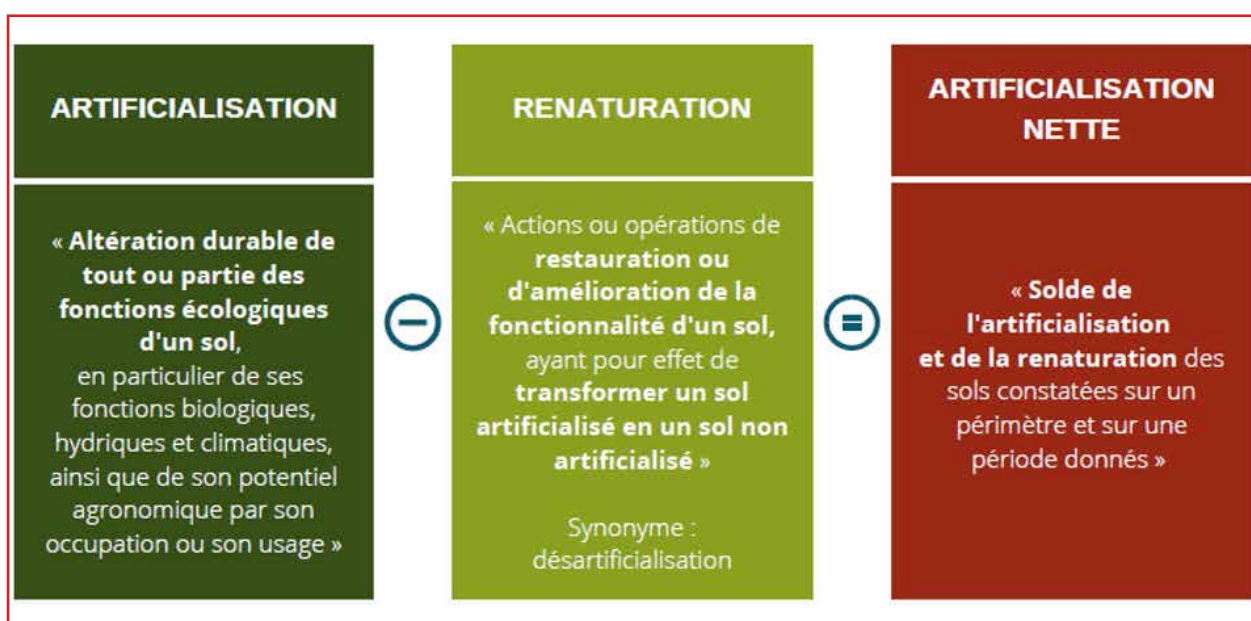 ARTIFICIALISATION
« Altération durable de
tout ou partie des
fonctions écologiques
d'un sol,
en particulier de ses
fonctions biologiques,
hydriques et climatiques,
ainsi que de son potentiel
agronomique par son
occupation ou son usage »
−
RENATURATION
« Actions ou opérations de
restauration ou
d'amélioration de la
fonctionnalité d'un sol,
ayant pour effet de
transformer un sol
artificialisé en un sol non
artificialisé »
Synonyme :
désartificialisation
=
ARTIFICIALISATION
NETTE
« Solde de
l'artificialisation
et de la renaturation des
sols constatées sur un
périmètre et sur une
période donnés »